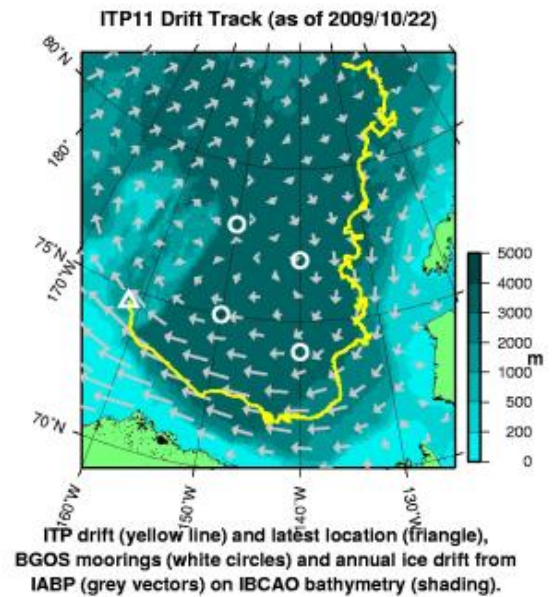 ITP11 Drift Track (as of 2009/10/22)
80°N
180°
75°N
170°W
70°N
160°W
150°W
140°W
130°W
5000
4000
3000
2000
1000
500
200
0
m
ITP drift (yellow line) and latest location (triangle),
BGOS moorings (white circles) and annual ice drift from
IABP (grey vectors) on IBCAO bathymetry (shading).